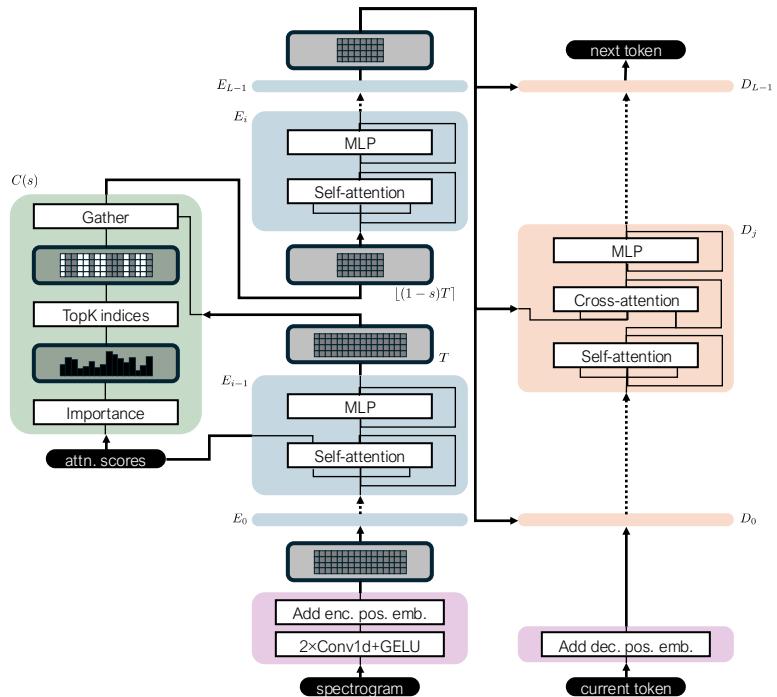 next token
E_{L−1}
D_{L−1}
E_i
MLP
Self-attention
C(s)
Gather
TopK indices
Importance
attn. scores
⌊(1 − s)T⌉
D_j
MLP
Cross-attention
Self-attention
T
E_{i−1}
MLP
Self-attention
E_0
D_0
Add enc. pos. emb.
2×Conv1d+GELU
spectrogram
Add dec. pos. emb.
current token